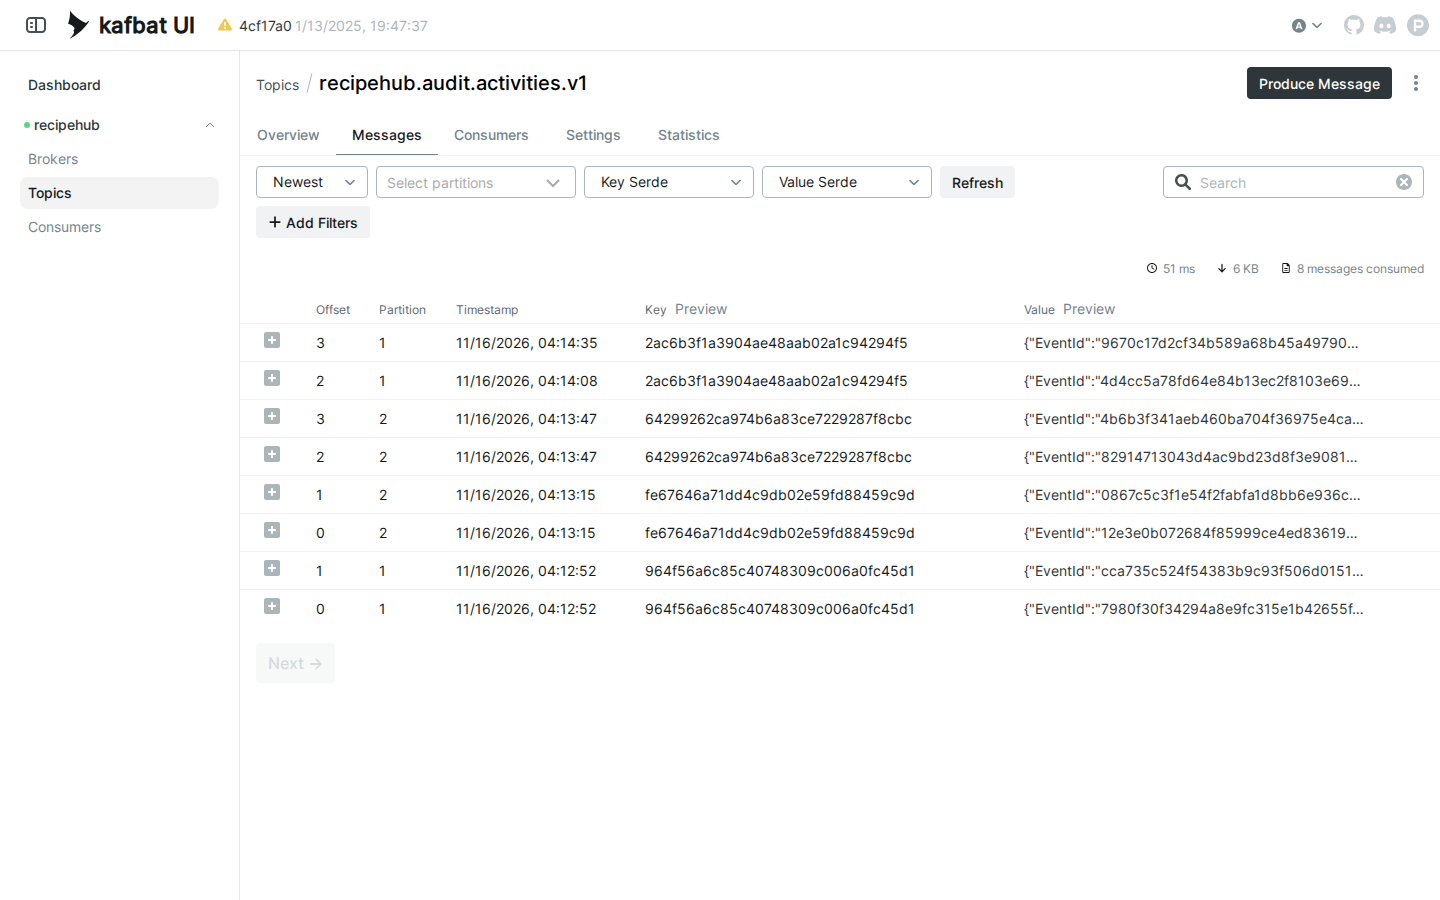 kafbat UI
4cf17a0 1/13/2025, 19:47:37
A
Dashboard
recipehub
Brokers
Topics
Consumers
Topics / recipehub.audit.activities.v1
Produce Message
Overview Messages Consumers Settings Statistics
Newest Select partitions Key Serde Value Serde Refresh Search
Add Filters
51 ms 6 KB 8 messages consumed
Offset Partition Timestamp Key Preview Value Preview
3 1 11/16/2026, 04:14:35 2ac6b3f1a3904ae48aab02a1c94294f5 {"EventId":"9670c17d2cf34b589a68b45a49790...
2 1 11/16/2026, 04:14:08 2ac6b3f1a3904ae48aab02a1c94294f5 {"EventId":"4d4cc5a78fd64e84b13ec2f8103e69...
3 2 11/16/2026, 04:13:47 64299262ca974b6a83ce7229287f8cbc {"EventId":"4b6b3f341aeb460ba704f36975e4ca...
2 2 11/16/2026, 04:13:47 64299262ca974b6a83ce7229287f8cbc {"EventId":"82914713043d4ac9bd23d8f3e9081...
1 2 11/16/2026, 04:13:15 fe67646a71dd4c9db02e59fd88459c9d {"EventId":"0867c5c3f1e54f2fabfa1d8bb6e936c...
0 2 11/16/2026, 04:13:15 fe67646a71dd4c9db02e59fd88459c9d {"EventId":"12e3e0b072684f85999ce4ed83619...
1 1 11/16/2026, 04:12:52 964f56a6c85c40748309c006a0fc45d1 {"EventId":"cca735c524f54383b9c93f506d0151...
0 1 11/16/2026, 04:12:52 964f56a6c85c40748309c006a0fc45d1 {"EventId":"7980f30f34294a8e9fc315e1b42655f...
Next →